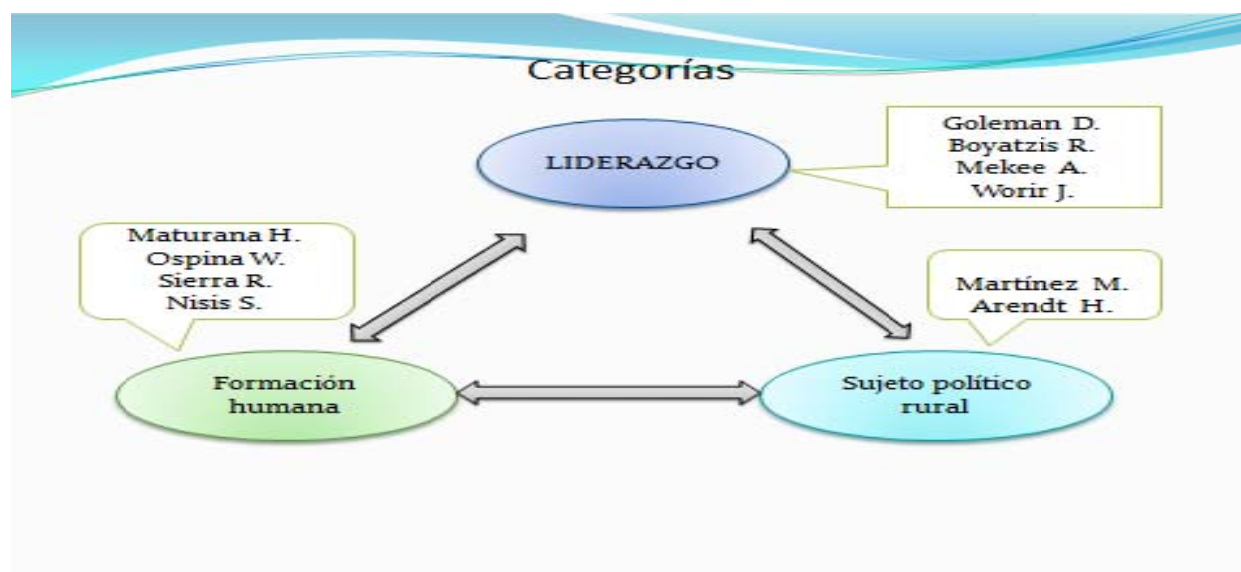 Categorías
LIDERAZGO
Goleman D.
Boyatzis R.
Mekee A.
Worir J.
Maturana H.
Ospina W.
Sierra R.
Nisis S.
Martínez M.
Arendt H.
Formación
humana
Sujeto político
rural